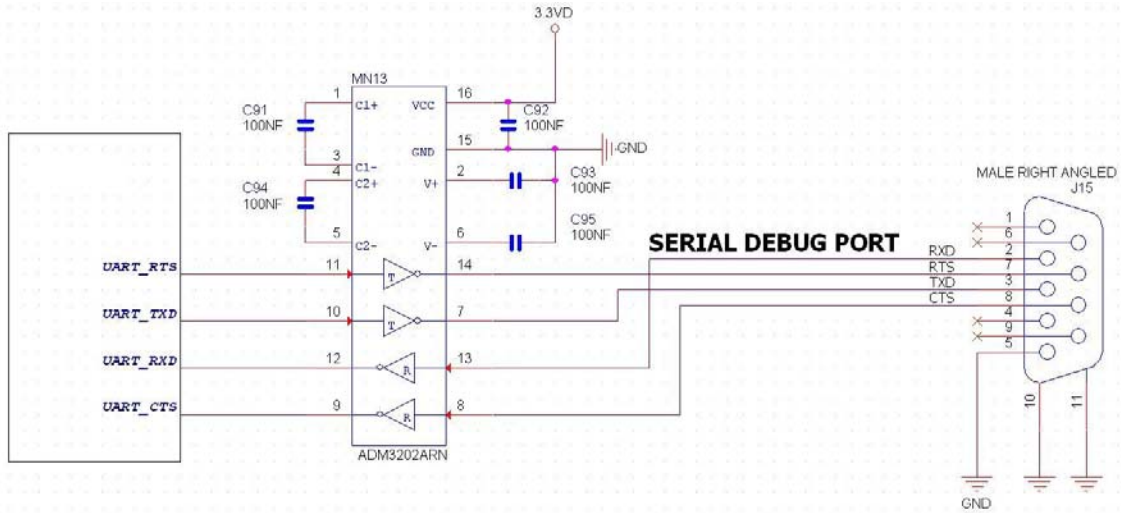 3.3VD
MN13
1 C1+ VCC 16
C91
100NF
C92
100NF
3 C1- GND 15
GND
4 C2+ V+ 2
C93
100NF
C94
100NF
5 C2- V- 6
C95
100NF
MALE RIGHT ANGLED
J15
SERIAL DEBUG PORT
UART_RTS 11 T 14
UART_TXD 10 T 7
UART_RXD 12 R 13
UART_CTS 9 R 8
ADM3202ARN
1
6
RXD 2
RTS 7
TXD 3
CTS 8
4
9
5
10
11
GND